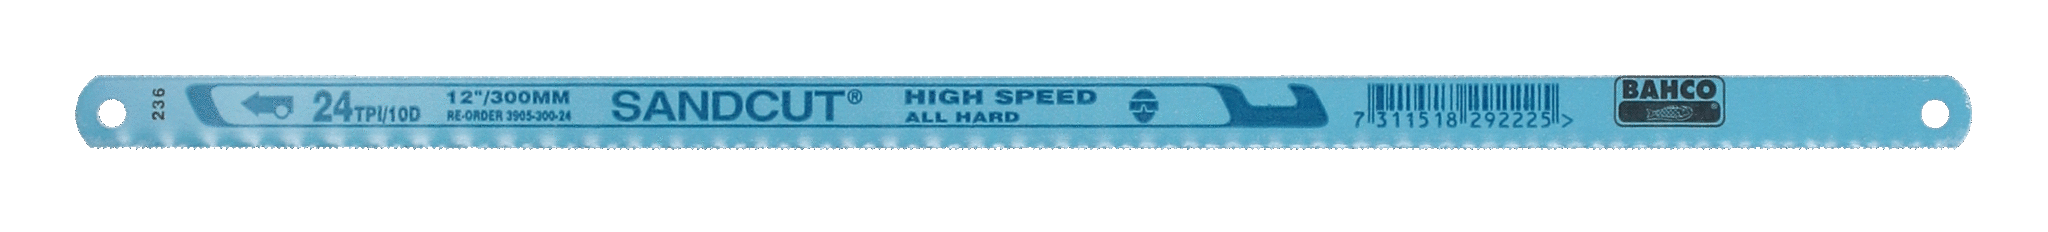 236
24TPI/10D
12"/300MM
RE-ORDER 3905-300-24
SANDCUT®
HIGH SPEED
ALL HARD
7 311518 292225 >
BAHCO
®